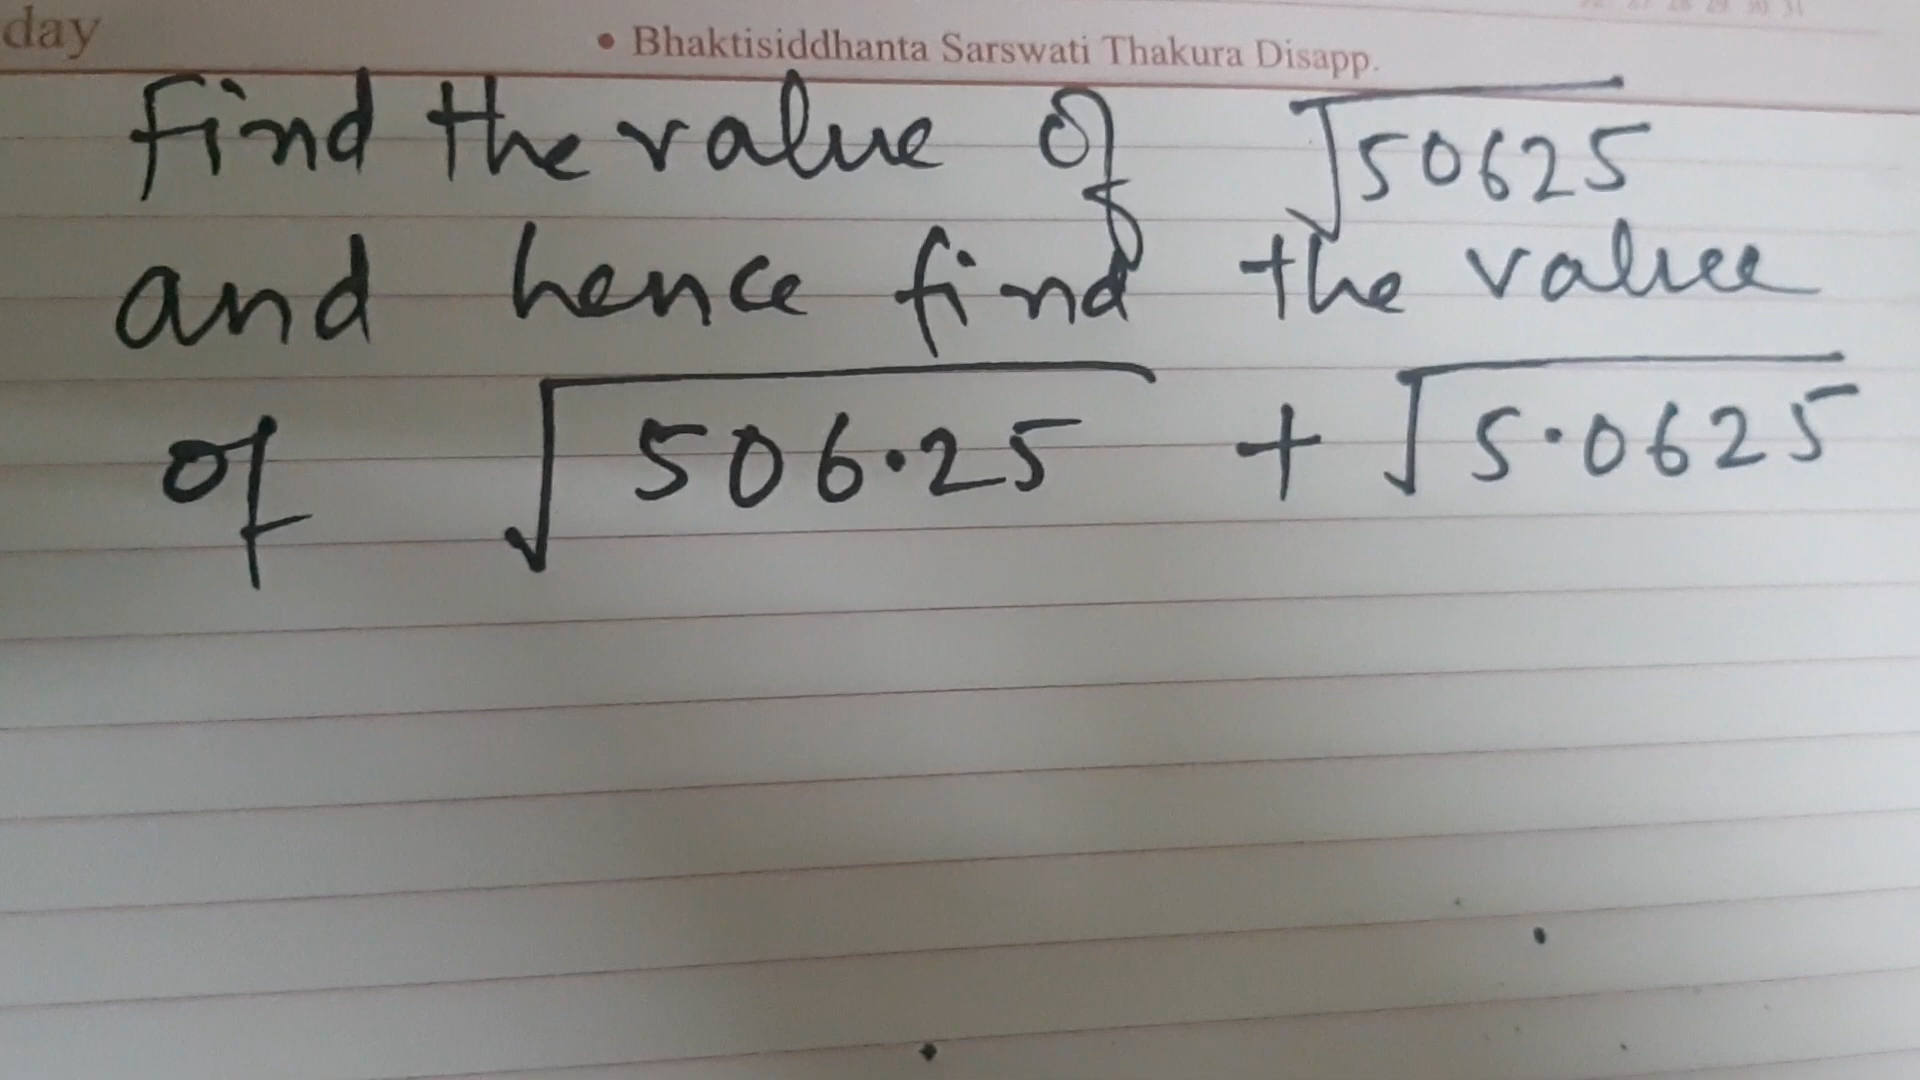 day
• Bhaktisiddhanta Sarswati Thakura Disapp.
find the value of √50625
and hence find the value
of √506.25 + √5.0625